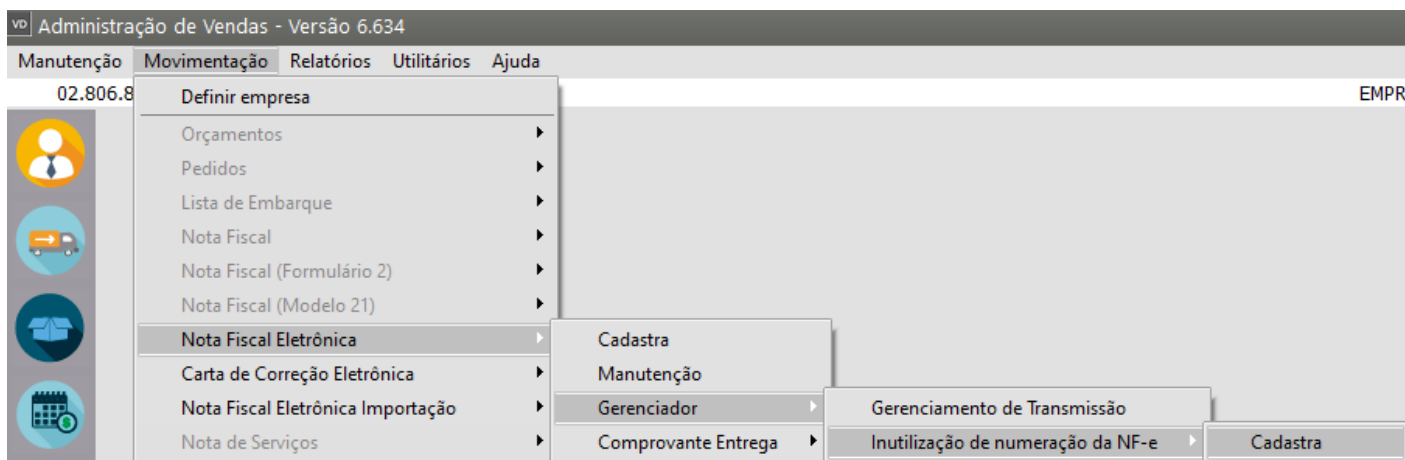 VD Administração de Vendas - Versão 6.634
Manutenção Movimentação Relatórios Utilitários Ajuda
02.806.8 EMPR
Definir empresa
Orçamentos
Pedidos
Lista de Embarque
Nota Fiscal
Nota Fiscal (Formulário 2)
Nota Fiscal (Modelo 21)
Nota Fiscal Eletrônica Cadastra
Carta de Correção Eletrônica Manutenção
Nota Fiscal Eletrônica Importação Gerenciador Gerenciamento de Transmissão
Nota de Serviços Comprovante Entrega Inutilização de numeração da NF-e Cadastra